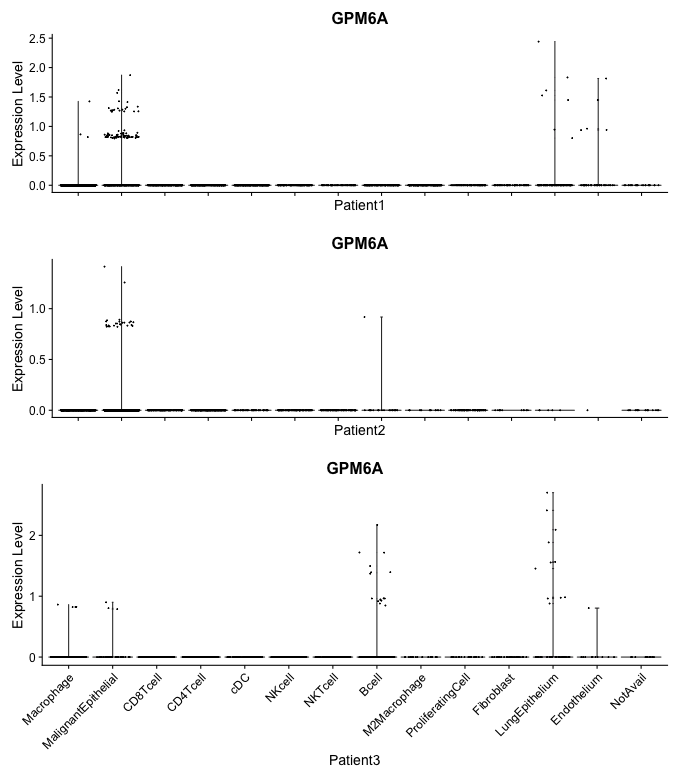 GPM6A
Expression Level
2.5
2.0
1.5
1.0
0.5
0.0
Patient1
GPM6A
Expression Level
1.0
0.5
0.0
Patient2
GPM6A
Expression Level
2
1
0
Macrophage
MalignantEpithelial
CD8Tcell
CD4Tcell
cDC
NKcell
NKTcell
Bcell
M2Macrophage
ProliferatingCell
Fibroblast
LungEpithelium
Endothelium
NotAvail
Patient3